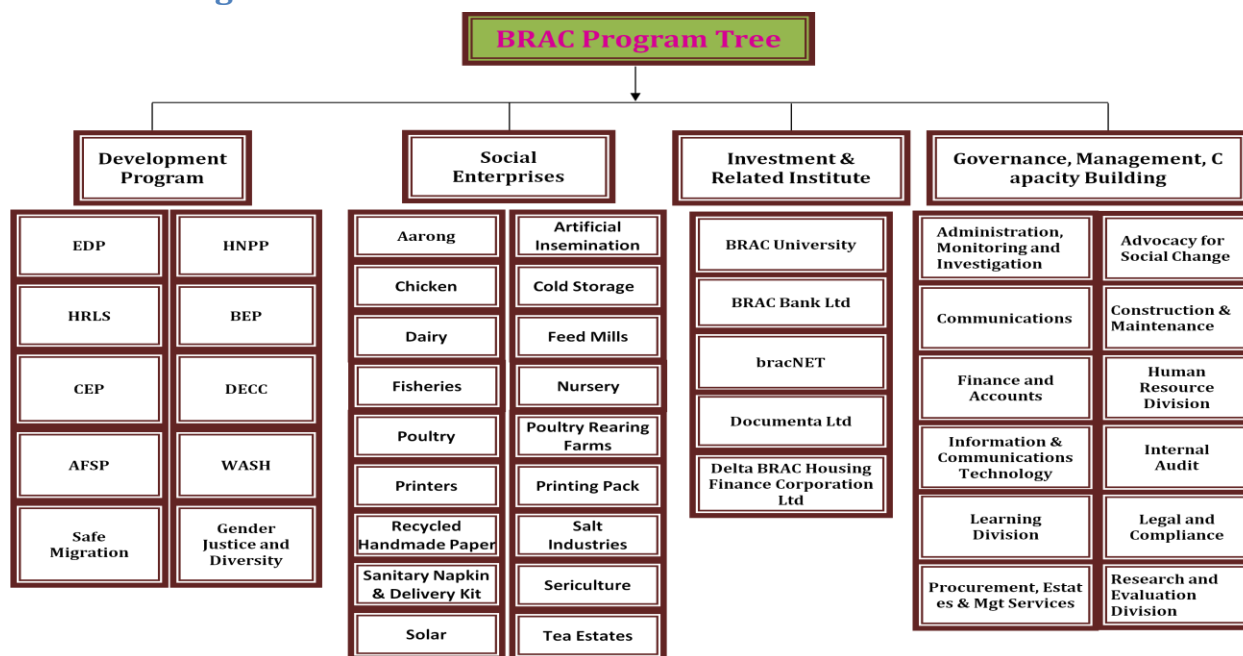 BRAC Program Tree
Development
Program
Social
Enterprises
Investment &
Related Institute
Governance, Management, C
apacity Building
EDP
HNPP
HRLS
BEP
CEP
DECC
AFSP
WASH
Safe
Migration
Gender
Justice and
Diversity
Aarong
Artificial
Insemination
Chicken
Cold Storage
Dairy
Feed Mills
Fisheries
Nursery
Poultry
Poultry Rearing
Farms
Printers
Printing Pack
Recycled
Handmade Paper
Salt
Industries
Sanitary Napkin
& Delivery Kit
Sericulture
Solar
Tea Estates
BRAC University
BRAC Bank Ltd
bracNET
Documenta Ltd
Delta BRAC Housing
Finance Corporation
Ltd
Administration,
Monitoring and
Investigation
Advocacy for
Social Change
Communications
Construction &
Maintenance
Finance and
Accounts
Human
Resource
Division
Information &
Communications
Technology
Internal
Audit
Learning
Division
Legal and
Compliance
Procurement, Estat
es & Mgt Services
Research and
Evaluation
Division